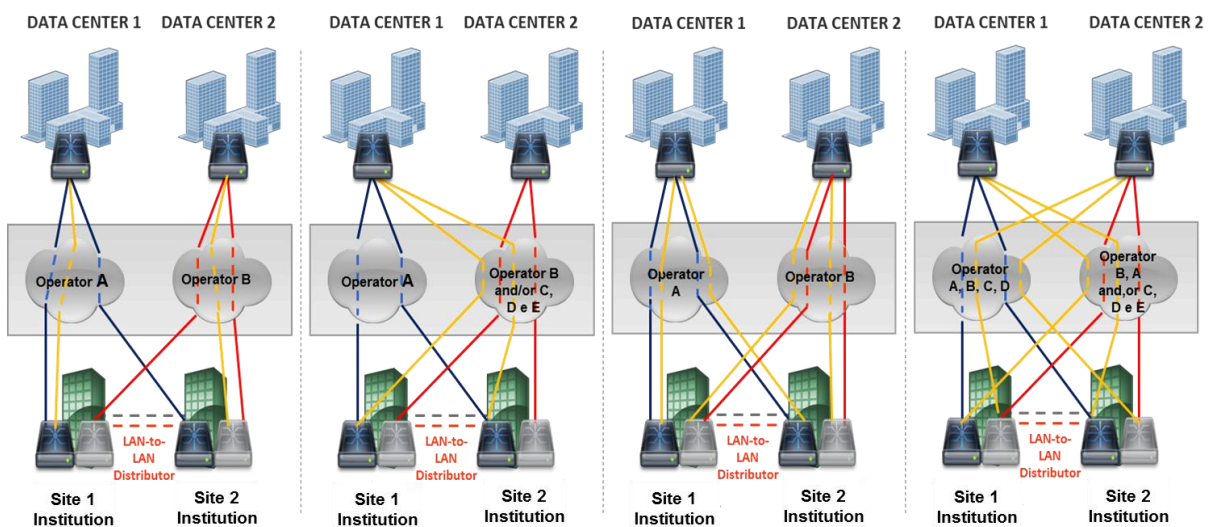 DATA CENTER 1
DATA CENTER 2
Operator A
Operator B
LAN-to-
LAN
Distributor
Site 1
Institution
Site 2
Institution
DATA CENTER 1
DATA CENTER 2
Operator A
Operator B
and/or C,
D e E
LAN-to-
LAN
Distributor
Site 1
Institution
Site 2
Institution
DATA CENTER 1
DATA CENTER 2
Operator
A
Operator B
LAN-to-
LAN
Distributor
Site 1
Institution
Site 2
Institution
DATA CENTER 1
DATA CENTER 2
Operator
A, B, C, D
Operator
B, A
and,or C,
D e E
LAN-to-
LAN
Distributor
Site 1
Institution
Site 2
Institution